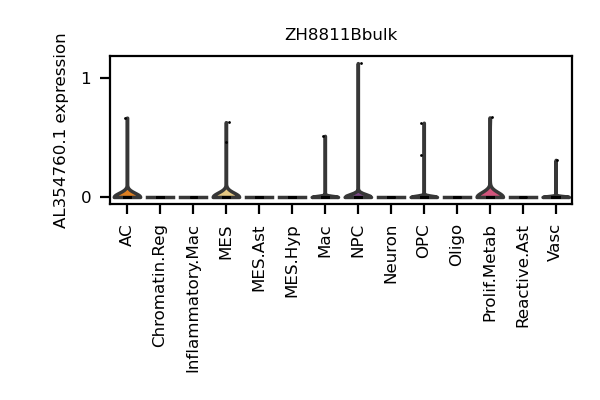 ZH8811Bbulk
AL354760.1 expression
1
0
AC
Chromatin.Reg
Inflammatory.Mac
MES
MES.Ast
MES.Hyp
Mac
NPC
Neuron
OPC
Oligo
Prolif.Metab
Reactive.Ast
Vasc